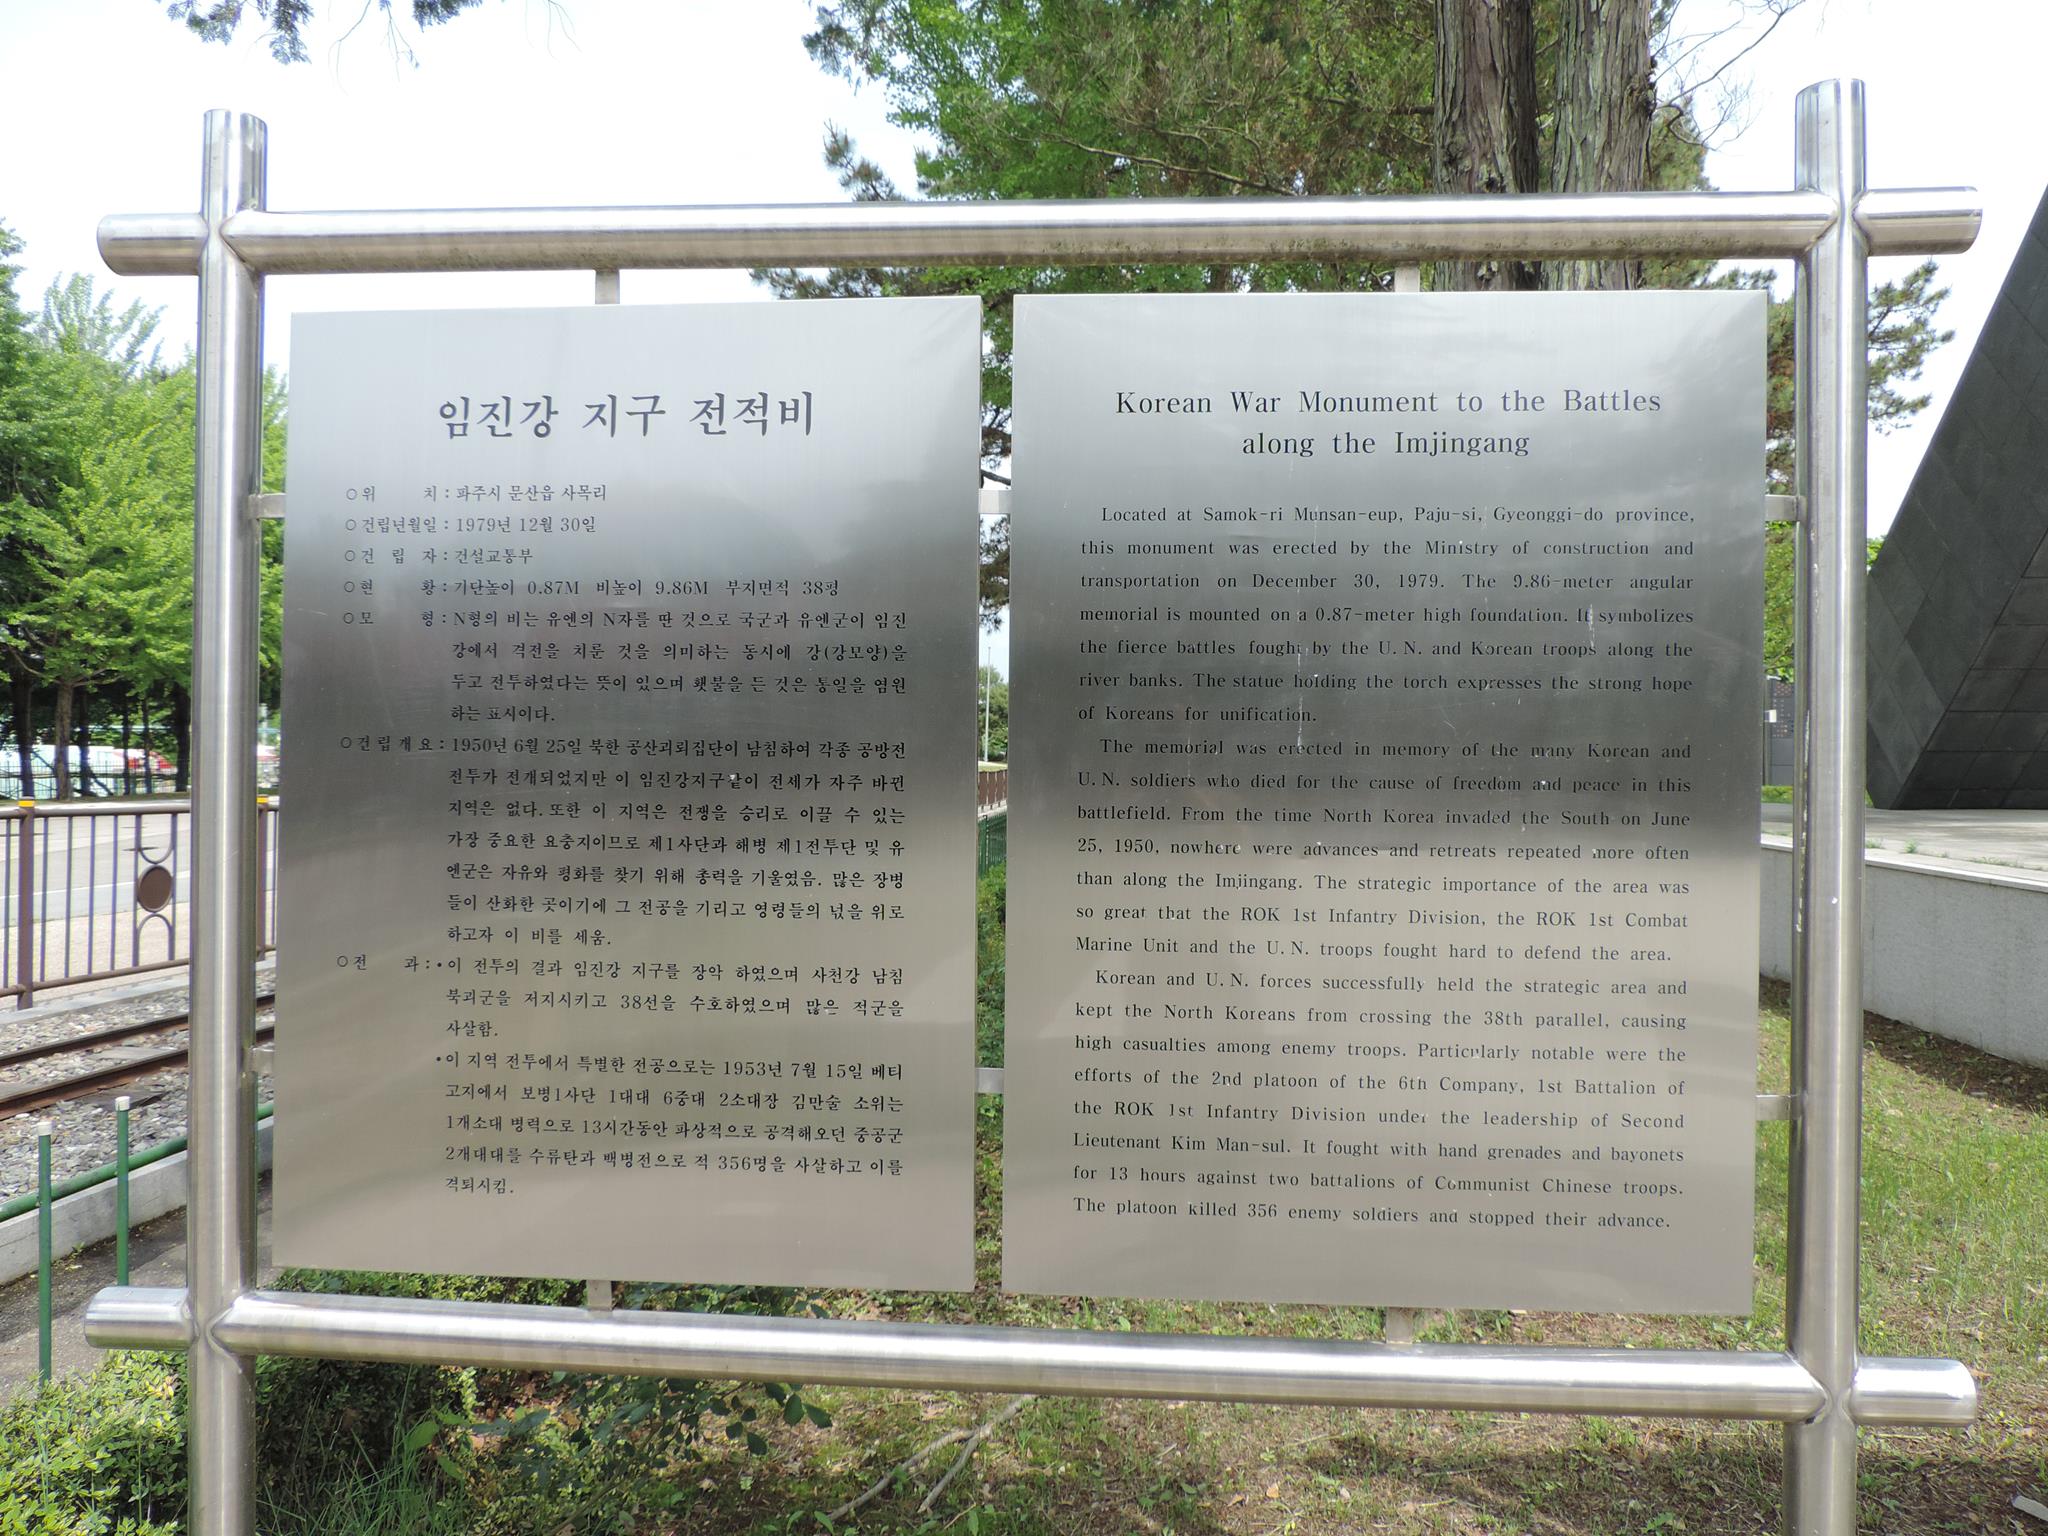 임진강 지구 전적비
○위 치 : 파주시 문산읍 사목리
○건립년월일 : 1979년 12월 30일
○건 립 자 : 건설교통부
○현 황 : 기단높이 0.87M 비높이 9.86M 부지면적 38평
○모 형 : N형의 비는 유엔의 N자를 딴 것으로 국군과 유엔군이 임진
강에서 격전을 치룬 것을 의미하는 동시에 강(강모양)을
두고 전투하였다는 뜻이 있으며 횃불을 든 것은 통일을 염원
하는 표시이다.
○건립개요 : 1950년 6월 25일 북한 공산괴뢰집단이 남침하여 각종 공방전
전투가 전개되었지만 이 임진강지구같이 전세가 자주 바뀐
지역은 없다. 또한 이 지역은 전쟁을 승리로 이끌 수 있는
가장 중요한 요충지이므로 제1사단과 해병 제1전투단 및 유
엔군은 자유와 평화를 찾기 위해 총력을 기울였음. 많은 장병
들이 산화한 곳이기에 그 전공을 기리고 영령들의 넋을 위로
하고자 이 비를 세움.
○전 과 : •이 전투의 결과 임진강 지구를 장악 하였으며 사천강 남침
북괴군을 저지시키고 38선을 수호하였으며 많은 적군을
사살함.
•이 지역 전투에서 특별한 전공으로는 1953년 7월 15일 베티
고지에서 보병1사단 1대대 6중대 2소대장 김만술 소위는
1개소대 병력으로 13시간동안 파상적으로 공격해오던 중공군
2개대대를 수류탄과 백병전으로 적 356명을 사살하고 이를
격퇴시킴.
Korean War Monument to the Battles
along the Imjingang
Located at Samok-ri Munsan-eup, Paju-si, Gyeonggi-do province,
this monument was erected by the Ministry of construction and
transportation on December 30, 1979. The 9.86-meter angular
memorial is mounted on a 0.87-meter high foundation. It symbolizes
the fierce battles fought by the U.N. and Korean troops along the
river banks. The statue holding the torch expresses the strong hope
of Koreans for unification.
The memorial was erected in memory of the many Korean and
U.N. soldiers who died for the cause of freedom and peace in this
battlefield. From the time North Korea invaded the South on June
25, 1950, nowhere were advances and retreats repeated more often
than along the Imjingang. The strategic importance of the area was
so great that the ROK 1st Infantry Division, the ROK 1st Combat
Marine Unit and the U.N. troops fought hard to defend the area.
Korean and U.N. forces successfully held the strategic area and
kept the North Koreans from crossing the 38th parallel, causing
high casualties among enemy troops. Particularly notable were the
efforts of the 2nd platoon of the 6th Company, 1st Battalion of
the ROK 1st Infantry Division under the leadership of Second
Lieutenant Kim Man-sul. It fought with hand grenades and bayonets
for 13 hours against two battalions of Communist Chinese troops.
The platoon killed 356 enemy soldiers and stopped their advance.